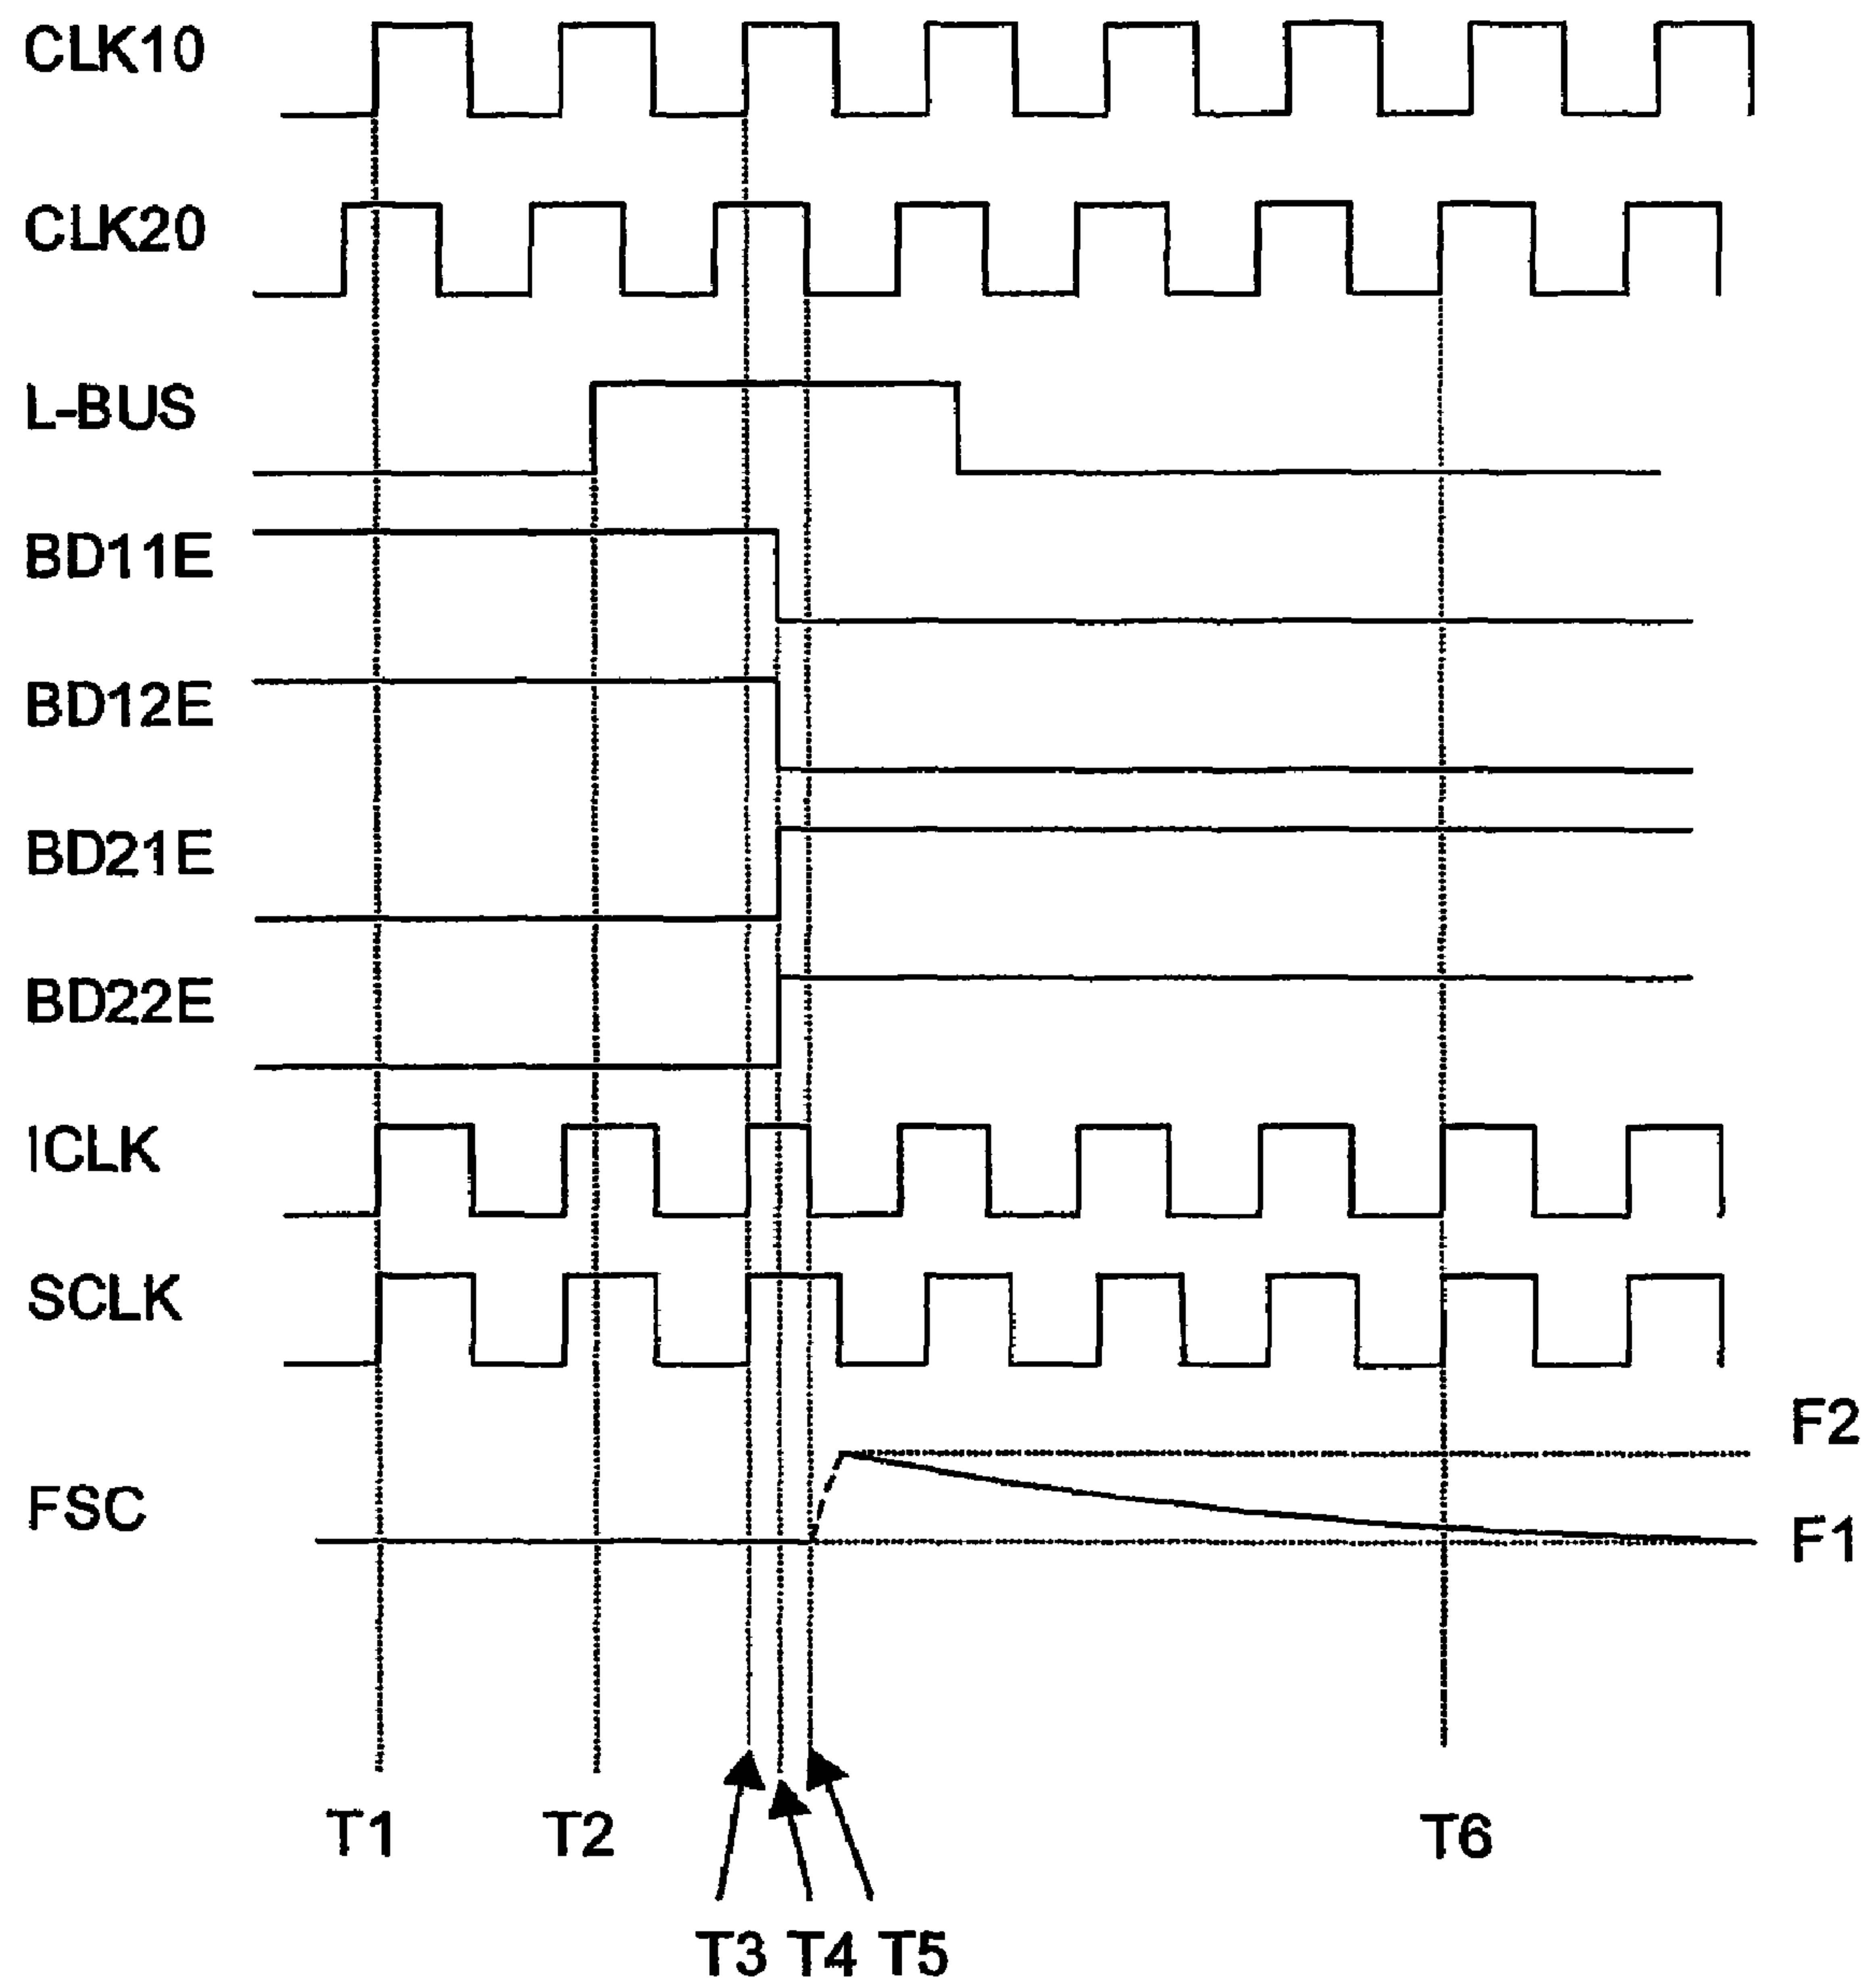 CLK10
CLK20
L-BUS
BD11E
BD12E
BD21E
BD22E
ICLK
SCLK
F2
FSC
F1
T1 T2 T6
T3 T4 T5